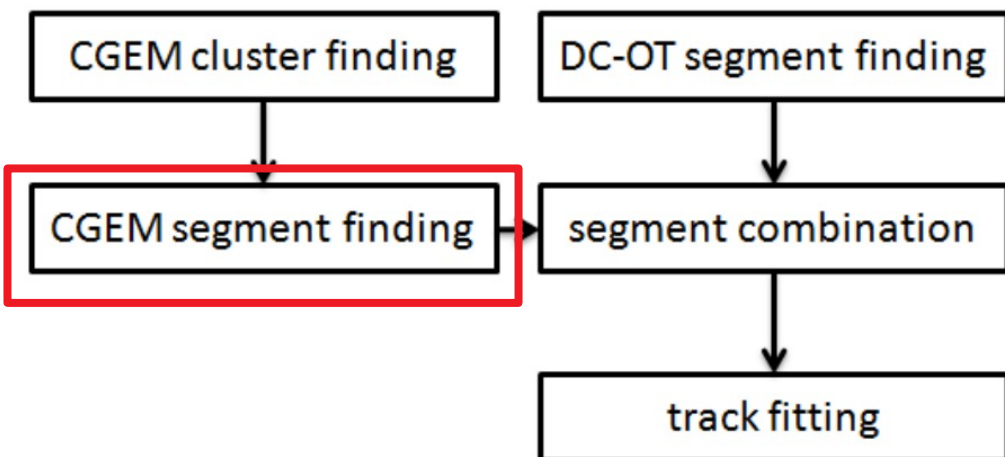 CGEM cluster finding
DC-OT segment finding
CGEM segment finding
segment combination
track fitting